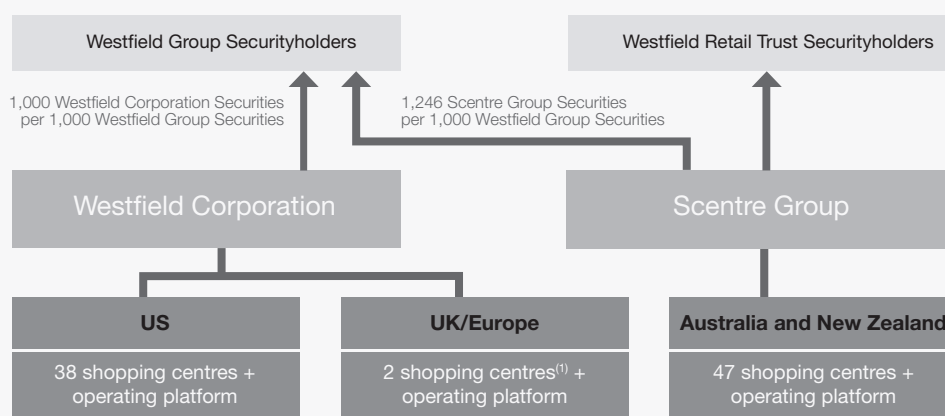 Westfield Group Securityholders
Westfield Retail Trust Securityholders
1,000 Westfield Corporation Securities
per 1,000 Westfield Group Securities
1,246 Scentre Group Securities
per 1,000 Westfield Group Securities
Westfield Corporation
Scentre Group
US
38 shopping centres +
operating platform
UK/Europe
2 shopping centres(1) +
operating platform
Australia and New Zealand
47 shopping centres +
operating platform